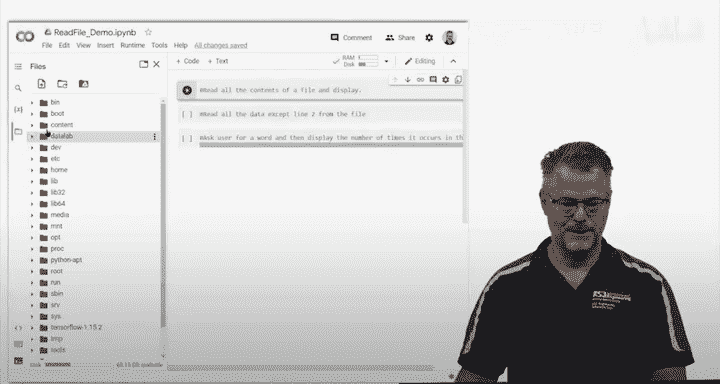 ReadFile_Demo.ipynb
Comment
Share
File Edit View Insert Runtime Tools Help All changes saved
Files
+ Code + Text
RAM
Disk
Editing
bin
boot
content
datalab
dev
etc
home
lib
lib32
lib64
media
mnt
opt
proc
python-apt
root
run
sbin
srv
sys
tensorflow-1.15.2
tmp
tools
#Read all the contents of a file and display.
[ ] #Read all the data except line 2 from the file
[ ] #Ask user for a word and then display the number of times it occurs in th